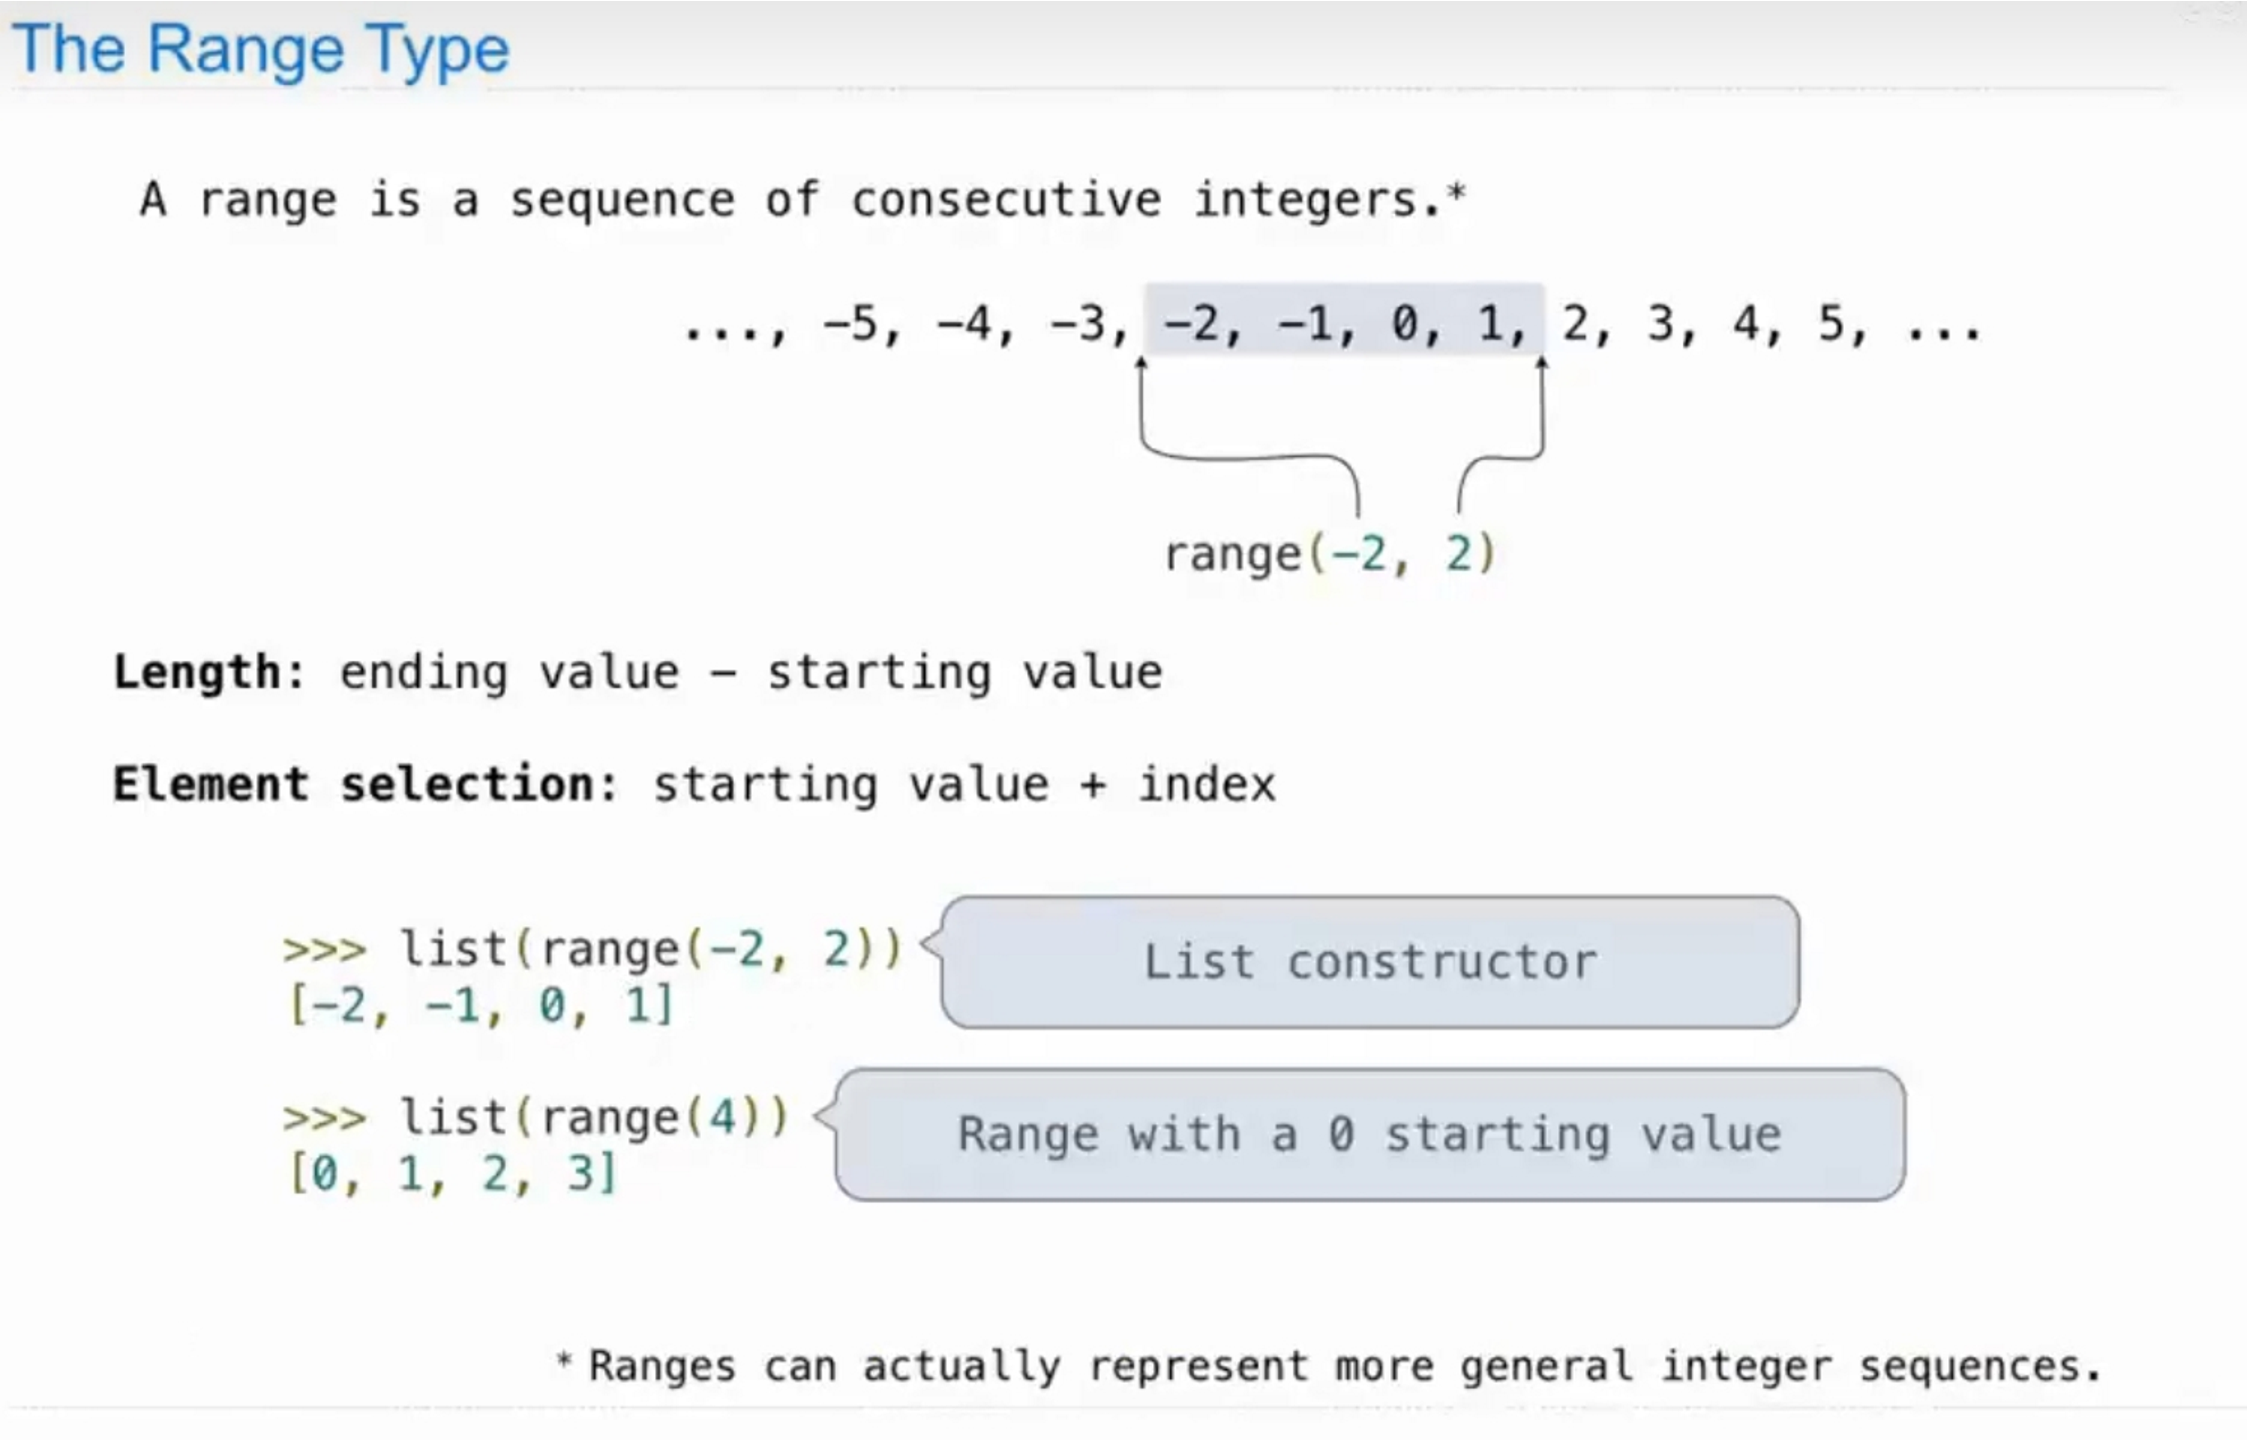 The Range Type
A range is a sequence of consecutive integers.*
..., −5, −4, −3, −2, −1, 0, 1, 2, 3, 4, 5, ...
range(−2, 2)
Length: ending value − starting value
Element selection: starting value + index
>>> list(range(−2, 2))
List constructor
[−2, −1, 0, 1]
>>> list(range(4))
Range with a 0 starting value
[0, 1, 2, 3]
* Ranges can actually represent more general integer sequences.